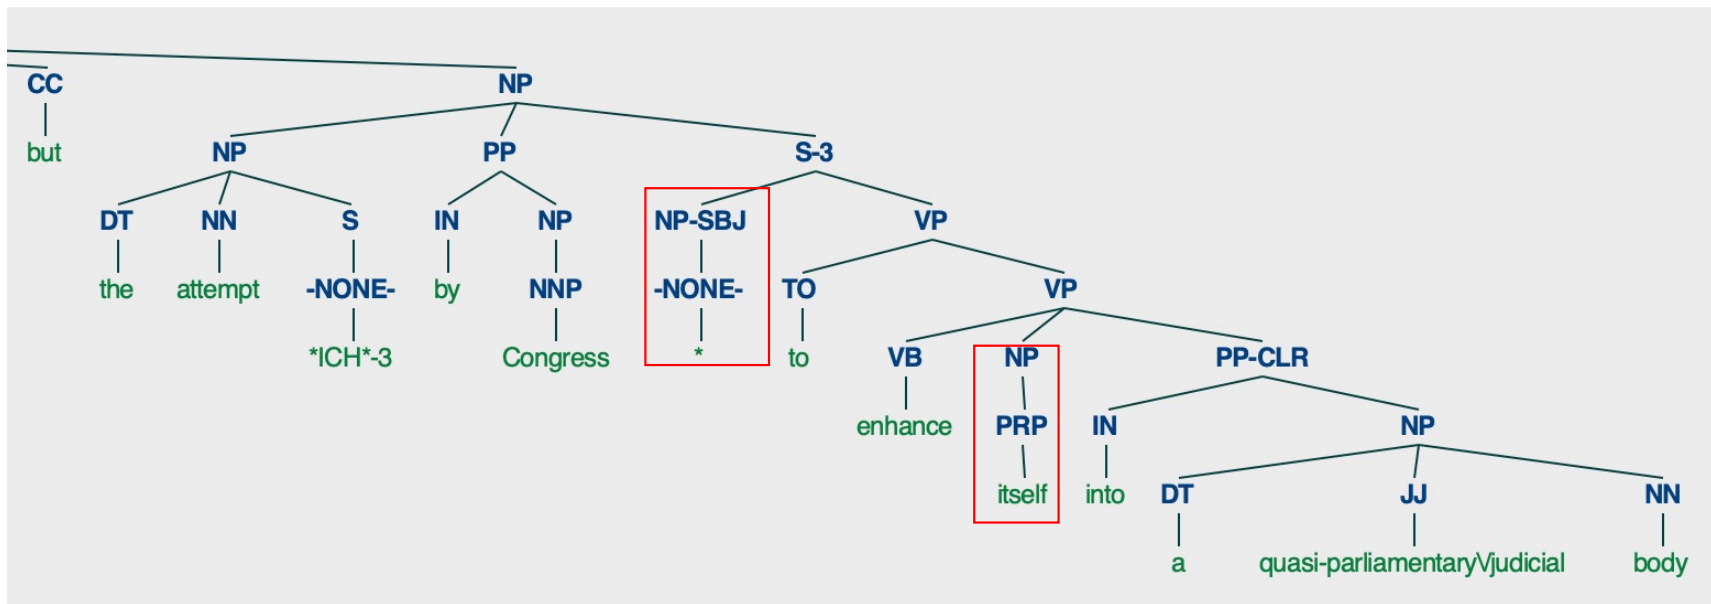 CC NP
but NP PP S-3
DT NN S IN NP NP-SBJ VP
the attempt -NONE- by NNP -NONE- TO VP
*ICH*-3 Congress * to VB NP PP-CLR
enhance PRP IN NP
itself into DT JJ NN
a quasi-parliamentary\/judicial body